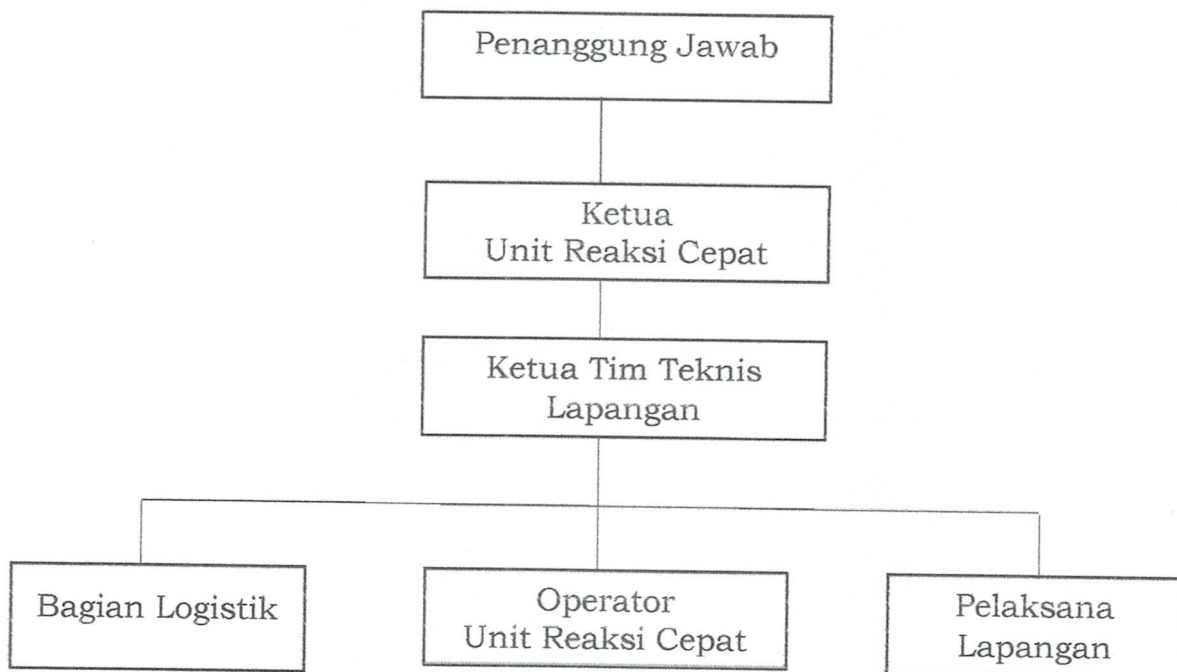 Penanggung Jawab
Ketua
Unit Reaksi Cepat
Ketua Tim Teknis
Lapangan
Bagian Logistik
Operator
Unit Reaksi Cepat
Pelaksana
Lapangan